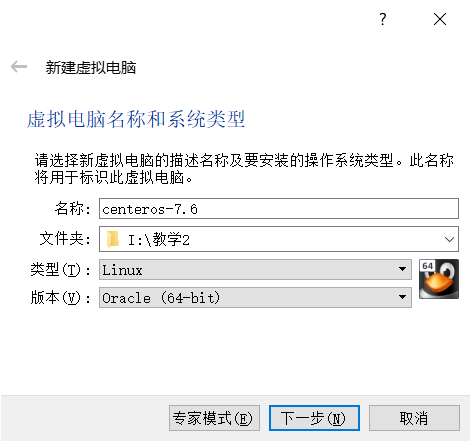 ?
新建虚拟电脑
虚拟电脑名称和系统类型
请选择新虚拟电脑的描述名称及要安装的操作系统类型。此名称
将用于标识此虚拟电脑。
名称: centeros-7.6
文件夹: I:\教学2
类型(T): Linux
64
版本(V): Oracle (64-bit)
专家模式(E) 下一步(N) 取消